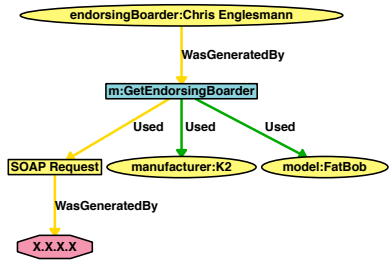 endorsingBoarder:Chris Englesmann
WasGeneratedBy
m:GetEndorsingBoarder
Used Used Used
SOAP Request manufacturer:K2 model:FatBob
WasGeneratedBy
X.X.X.X